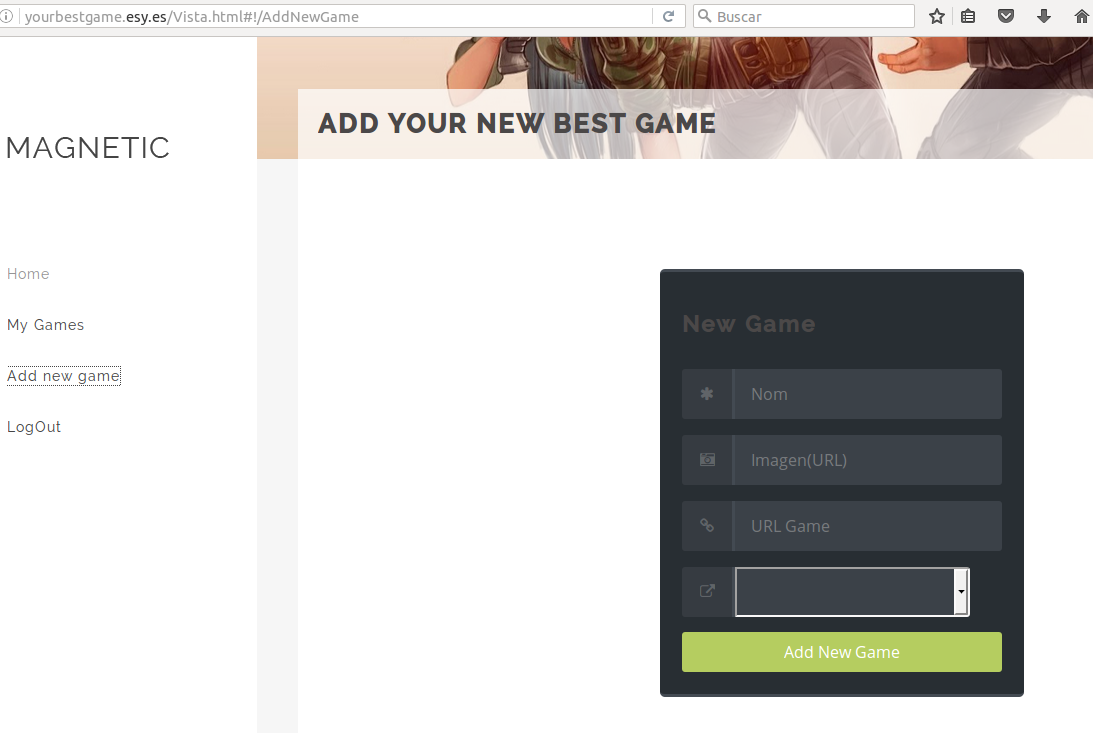 yourbestgame.esy.es/Vista.html#!/AddNewGame
Buscar
MAGNETIC
Home
My Games
Add new game
LogOut
ADD YOUR NEW BEST GAME
New Game
Nom
Imagen(URL)
URL Game
Add New Game